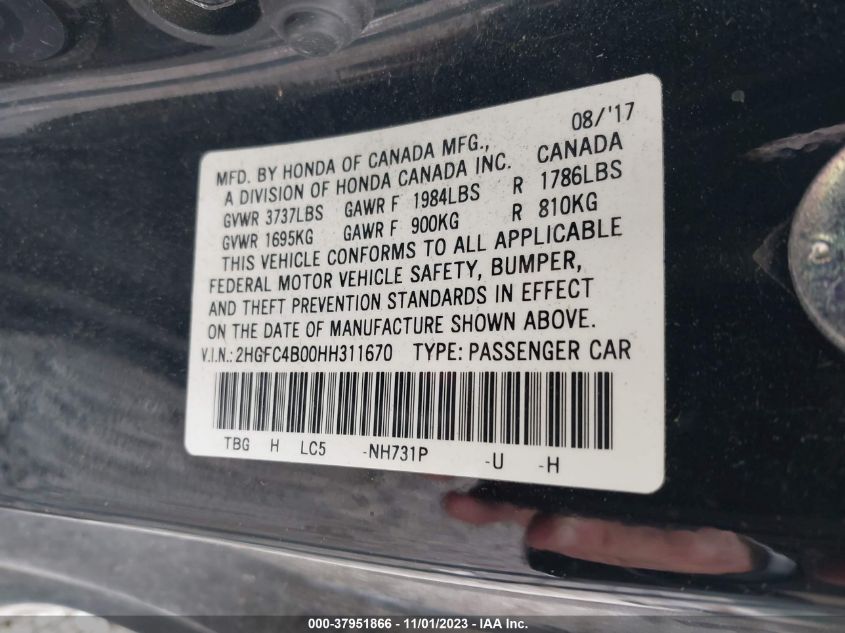 08/'17
MFD. BY HONDA OF CANADA MFG., CANADA
A DIVISION OF HONDA CANADA INC.
GVWR 3737LBS GAWR F 1984LBS R 1786LBS
GVWR 1695KG GAWR F 900KG R 810KG
THIS VEHICLE CONFORMS TO ALL APPLICABLE
FEDERAL MOTOR VEHICLE SAFETY, BUMPER,
AND THEFT PREVENTION STANDARDS IN EFFECT
ON THE DATE OF MANUFACTURE SHOWN ABOVE.
V.I.N.: 2HGFC4B00HH311670 TYPE: PASSENGER CAR
TBG H LC5 -NH731P -U -H
000-37951866 - 11/01/2023 - IAA Inc.